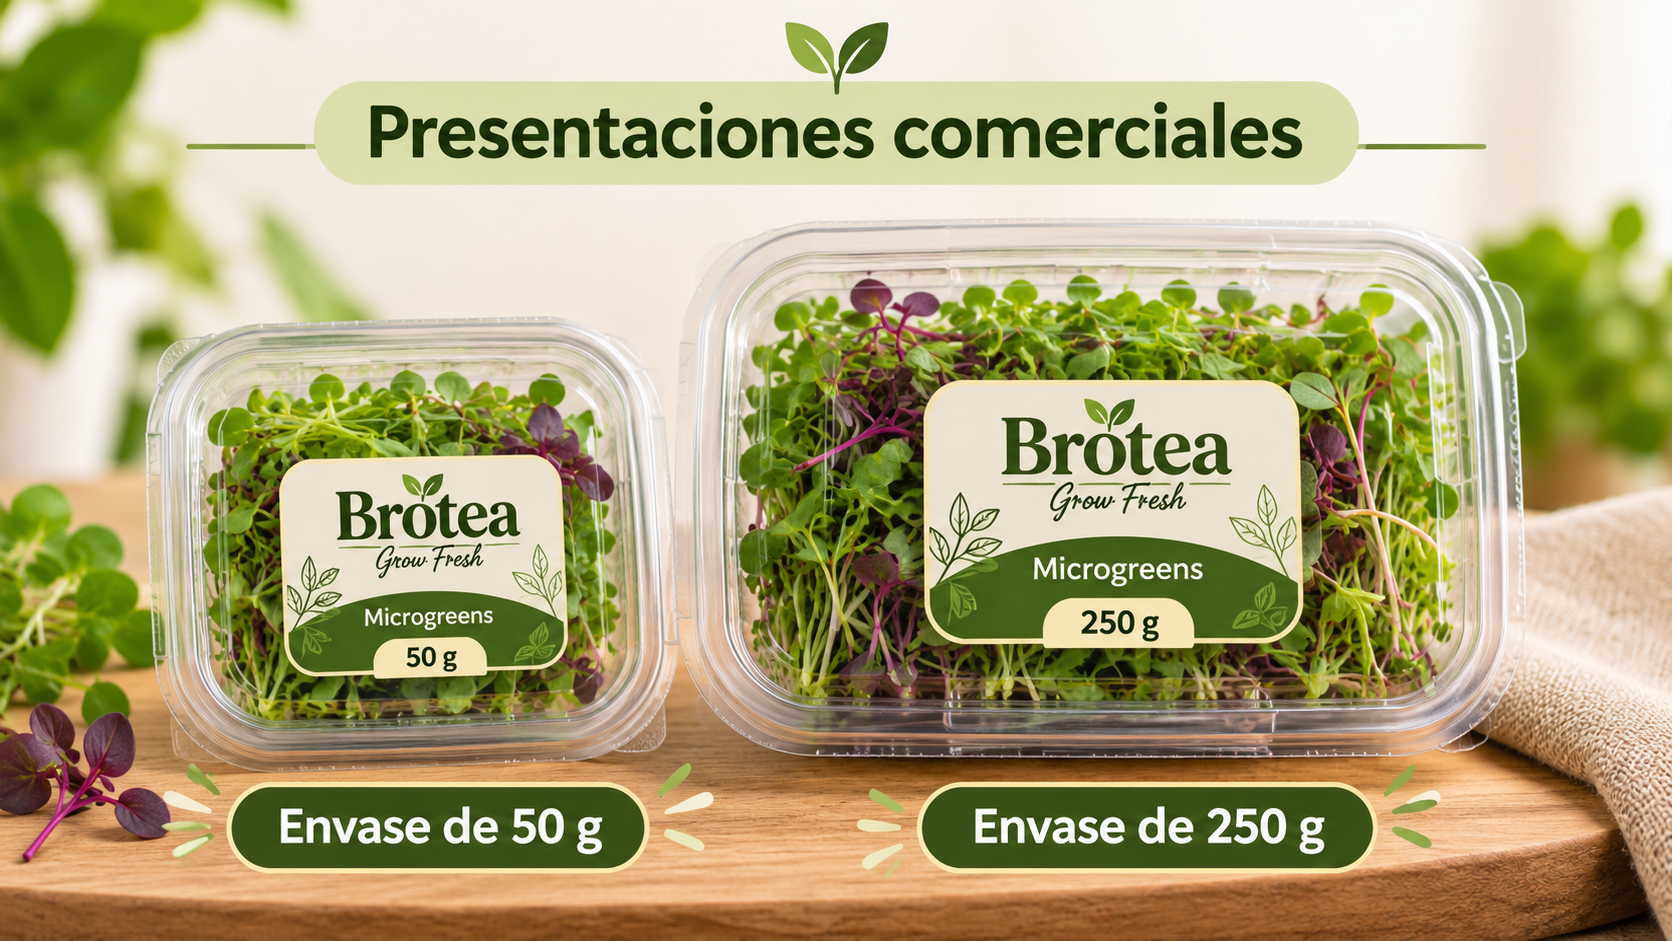 Presentaciones comerciales
Brotea
Grow Fresh
Microgreens
50 g
Brotea
Grow Fresh
Microgreens
250 g
Envase de 50 g
Envase de 250 g